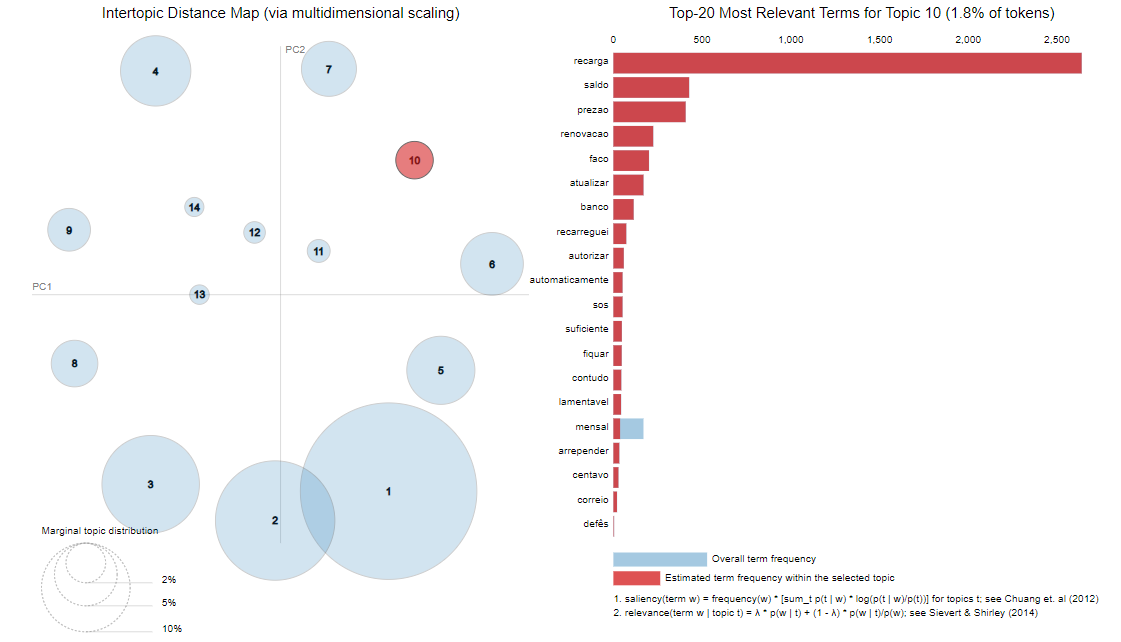 Intertopic Distance Map (via multidimensional scaling)
PC2
PC1
4
7
10
14
9
12
11
6
13
8
5
3
1
2
Marginal topic distribution
2%
5%
10%
Top-20 Most Relevant Terms for Topic 10 (1.8% of tokens)
0 500 1,000 1,500 2,000 2,500
recarga
saldo
prezao
renovacao
faco
atualizar
banco
recarreguei
autorizar
automaticamente
sos
suficiente
fiquar
contudo
lamentavel
mensal
arrepender
centavo
correio
defês
Overall term frequency
Estimated term frequency within the selected topic
1. saliency(term w) = frequency(w) * [sum_t p(t | w) * log(p(t | w)/p(t))] for topics t; see Chuang et. al (2012)
2. relevance(term w | topic t) = λ * p(w | t) + (1 - λ) * p(w | t)/p(w); see Sievert & Shirley (2014)